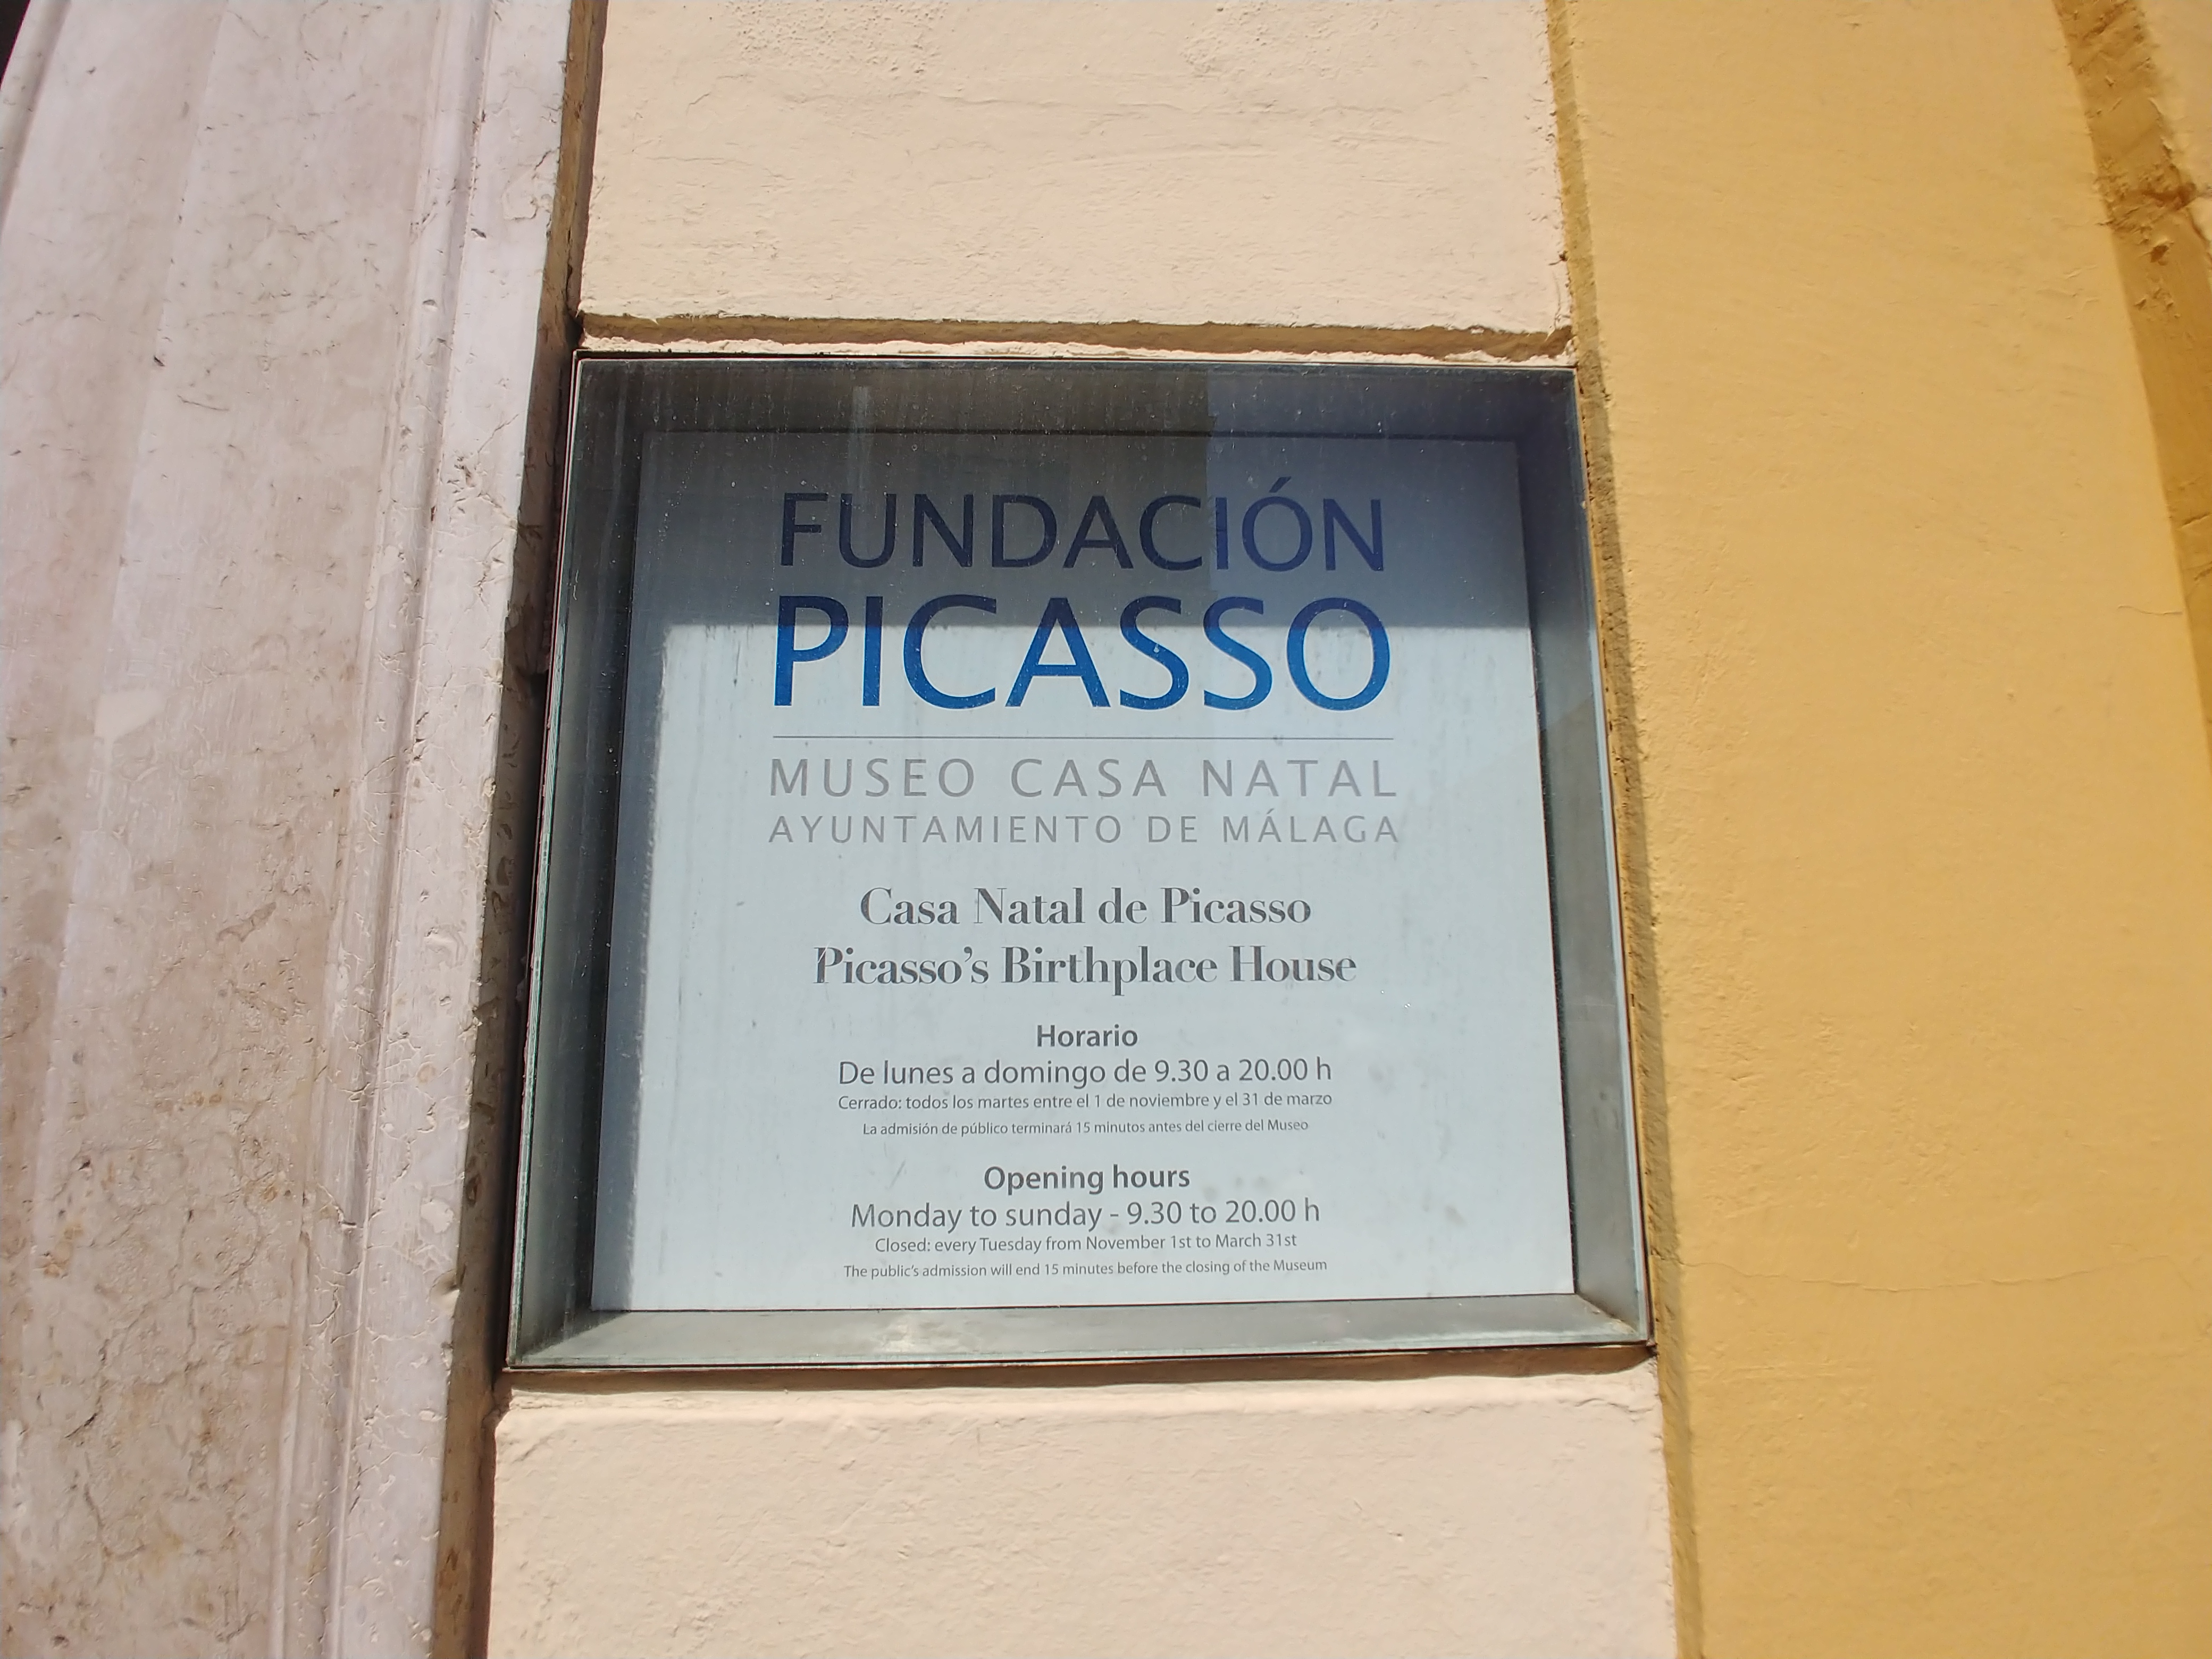 FUNDACIÓN
PICASSO
MUSEO CASA NATAL
AYUNTAMIENTO DE MÁLAGA
Casa Natal de Picasso
Picasso's Birthplace House
Horario
De lunes a domingo de 9.30 a 20.00 h
Cerrado: todos los martes entre el 1 de noviembre y el 31 de marzo
La admisión de público terminará 15 minutos antes del cierre del Museo
Opening hours
Monday to sunday - 9.30 to 20.00 h
Closed: every Tuesday from November 1st to March 31st
The public's admission will end 15 minutes before the closing of the Museum